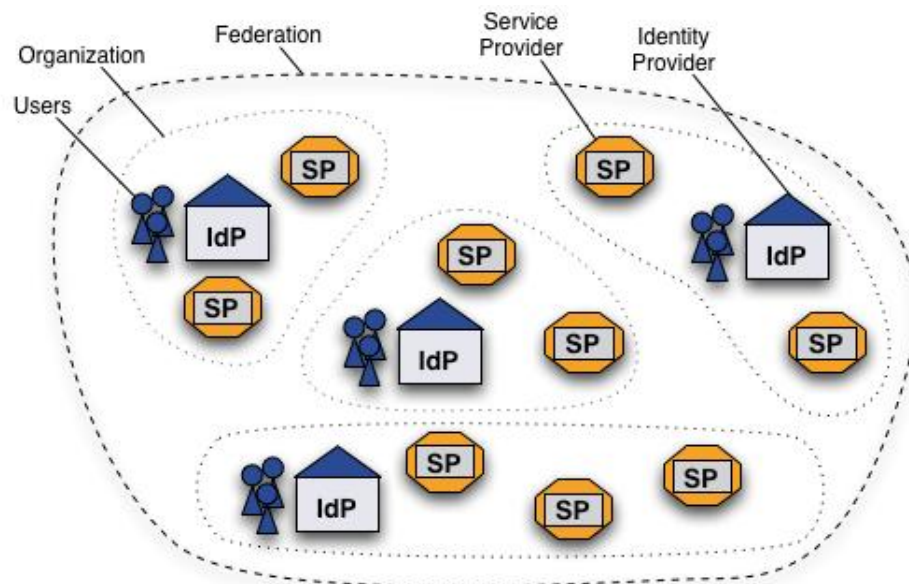 Federation
Service
Provider
Identity
Provider
Organization
Users
SP
SP
IdP
IdP
SP
SP
SP
SP
IdP
SP
SP
IdP
SP